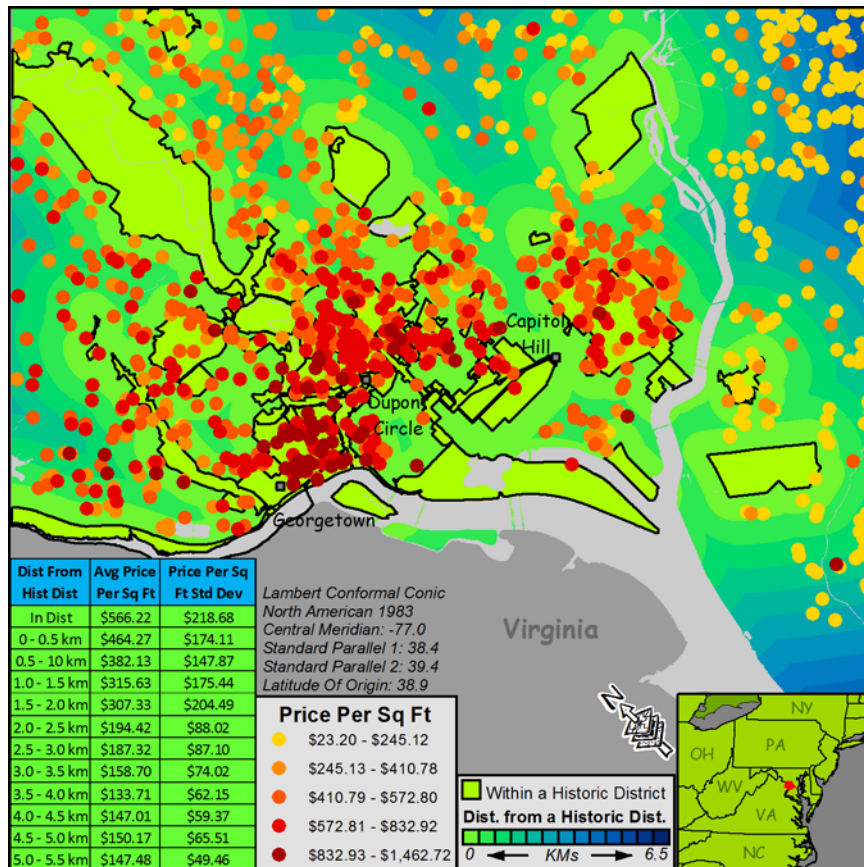 Capitol
Hill
Dupon
Circle
Georgetown
Virginia
Dist From Hist Dist	Avg Price Per Sq Ft	Price Per Sq Ft Std Dev
In Dist	$566.22	$218.68
0 - 0.5 km	$464.27	$174.11
0.5 - 10 km	$382.13	$147.87
1.0 - 1.5 km	$315.63	$175.44
1.5 - 2.0 km	$307.33	$204.49
2.0 - 2.5 km	$194.42	$88.02
2.5 - 3.0 km	$187.32	$87.10
3.0 - 3.5 km	$158.70	$74.02
3.5 - 4.0 km	$133.71	$62.15
4.0 - 4.5 km	$147.01	$59.37
4.5 - 5.0 km	$150.17	$65.51
5.0 - 5.5 km	$147.48	$49.46
Lambert Conformal Conic
North American 1983
Central Meridian: -77.0
Standard Parallel 1: 38.4
Standard Parallel 2: 39.4
Latitude Of Origin: 38.9
Price Per Sq Ft
$23.20 - $245.12
$245.13 - $410.78
$410.79 - $572.80
$572.81 - $832.92
$832.93 - $1,462.72
N
Within a Historic District
Dist. from a Historic Dist.
0 KMs 6.5
NY
PA
OH
WV
VA
NC